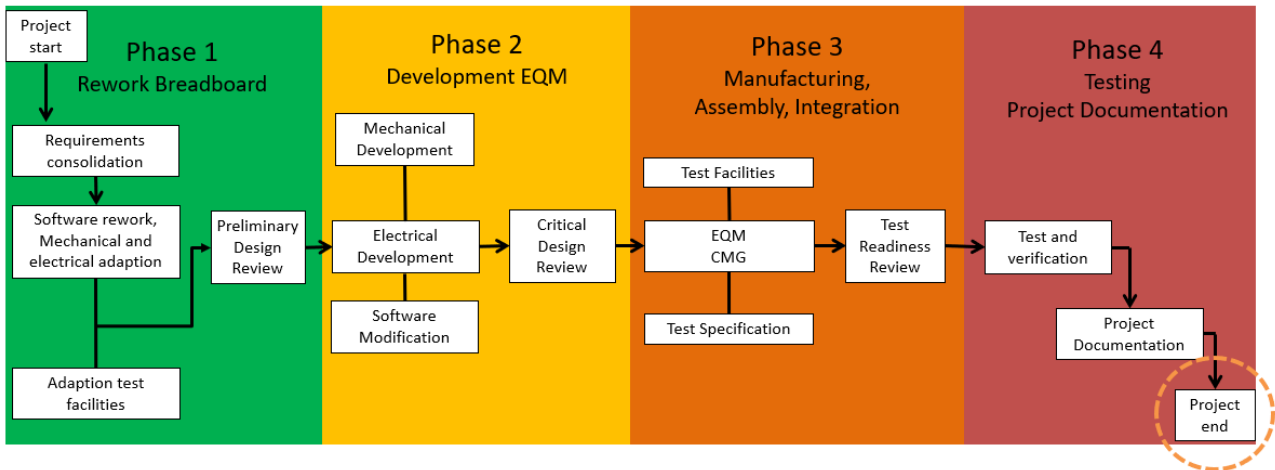 Project
start
Phase 1
Rework Breadboard
Requirements
consolidation
Software rework,
Mechanical and
electrical adaption
Adaption test
facilities
Preliminary
Design
Review
Phase 2
Development EQM
Mechanical
Development
Electrical
Development
Software
Modification
Critical
Design
Review
Phase 3
Manufacturing,
Assembly, Integration
Test Facilities
EQM
CMG
Test Specification
Test
Readiness
Review
Phase 4
Testing
Project Documentation
Test and
verification
Project
Documentation
Project
end